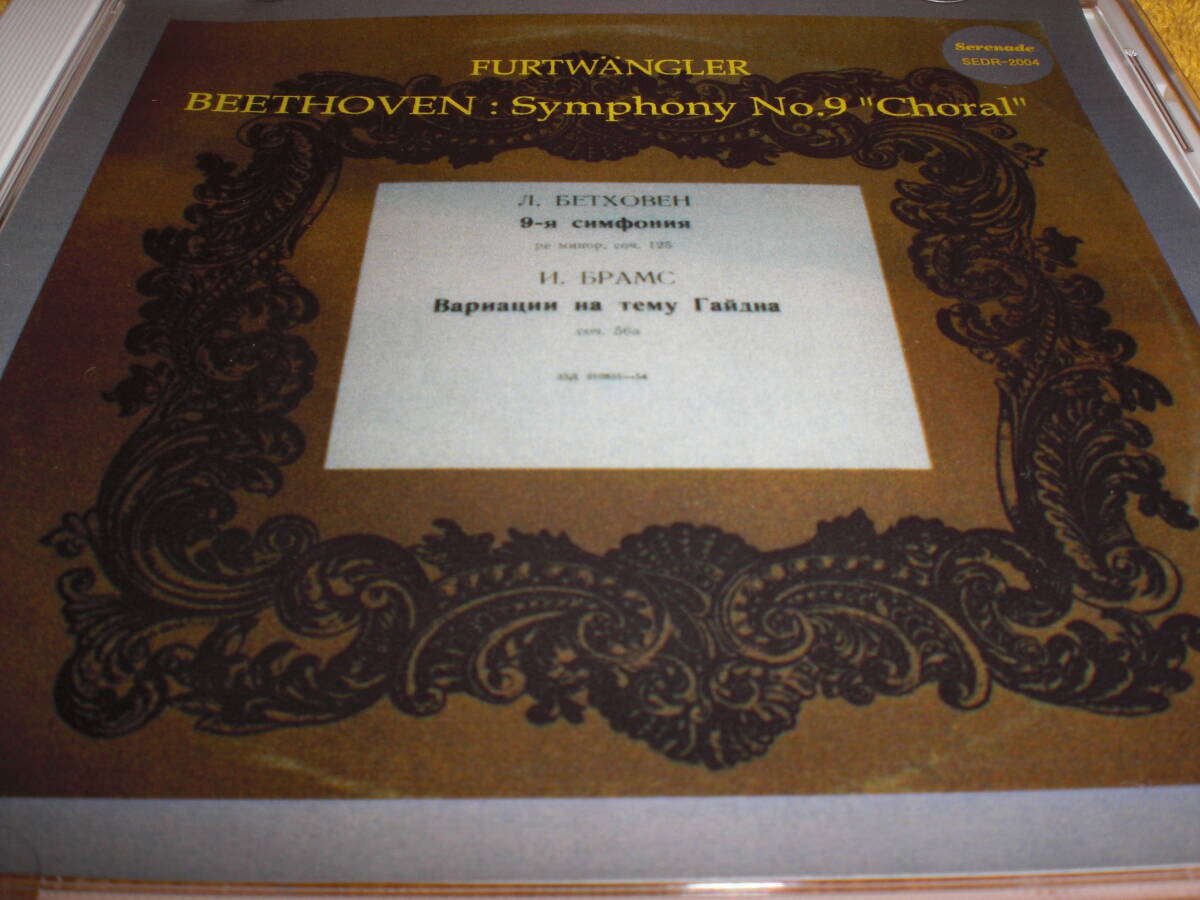 Serenade
SEDR-2004
FURTWÄNGLER
BEETHOVEN : Symphony No.9 "Choral"
Л. БЕТХОВЕН
9-я симфония
ре минор, соч. 125
И. БРАМС
Вариации на тему Гайдна
соч. 56а